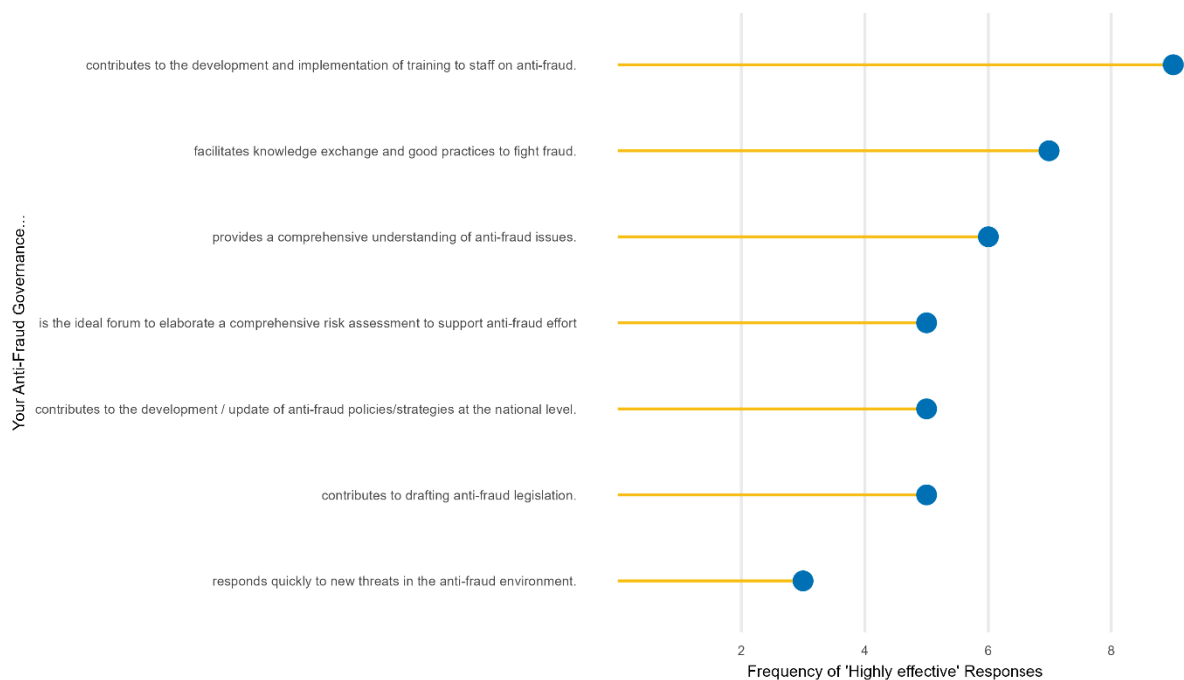 Your Anti-Fraud Governance...
contributes to the development and implementation of training to staff on anti-fraud.
facilitates knowledge exchange and good practices to fight fraud.
provides a comprehensive understanding of anti-fraud issues.
is the ideal forum to elaborate a comprehensive risk assessment to support anti-fraud effort
contributes to the development / update of anti-fraud policies/strategies at the national level.
contributes to drafting anti-fraud legislation.
responds quickly to new threats in the anti-fraud environment.
2 4 6 8
Frequency of 'Highly effective' Responses